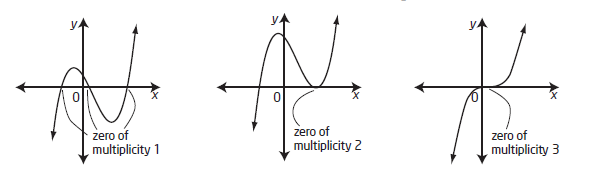 y
0
x
zero of
multiplicity 1
y
0
x
zero of
multiplicity 2
y
0
x
zero of
multiplicity 3